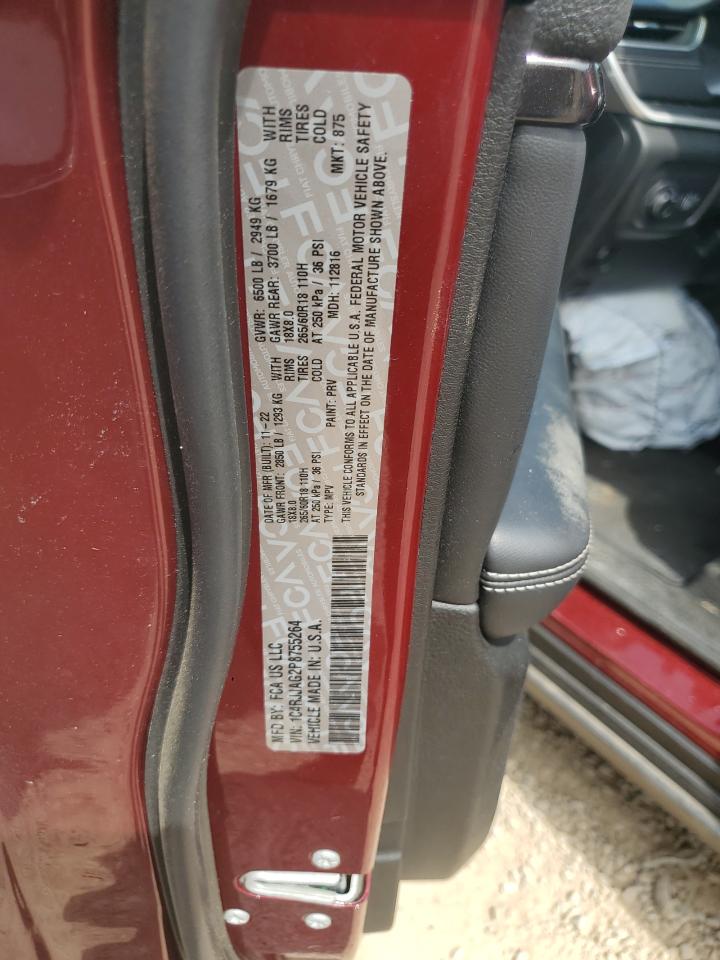 MFD BY: FCA US LLC
VIN: 1C4RJJAG2P8755264
VEHICLE MADE IN: U.S.A.
DATE OF MFR (BUILT): 11-22
GVWR: 6500 LB / 2949 KG
GAWR FRONT: 2850 LB / 1293 KG WITH
GAWR REAR: 3700 LB / 1679 KG WITH
18X8.0 RIMS
18X8.0 RIMS
265/60R18 110H TIRES
265/60R18 110H TIRES
AT 250 kPa / 36 PSI COLD
AT 250 kPa / 36 PSI COLD
TYPE: MPV PAINT: PRV MDH: 112816 MKT: 875
THIS VEHICLE CONFORMS TO ALL APPLICABLE U.S.A. FEDERAL MOTOR VEHICLE SAFETY
STANDARDS IN EFFECT ON THE DATE OF MANUFACTURE SHOWN ABOVE.